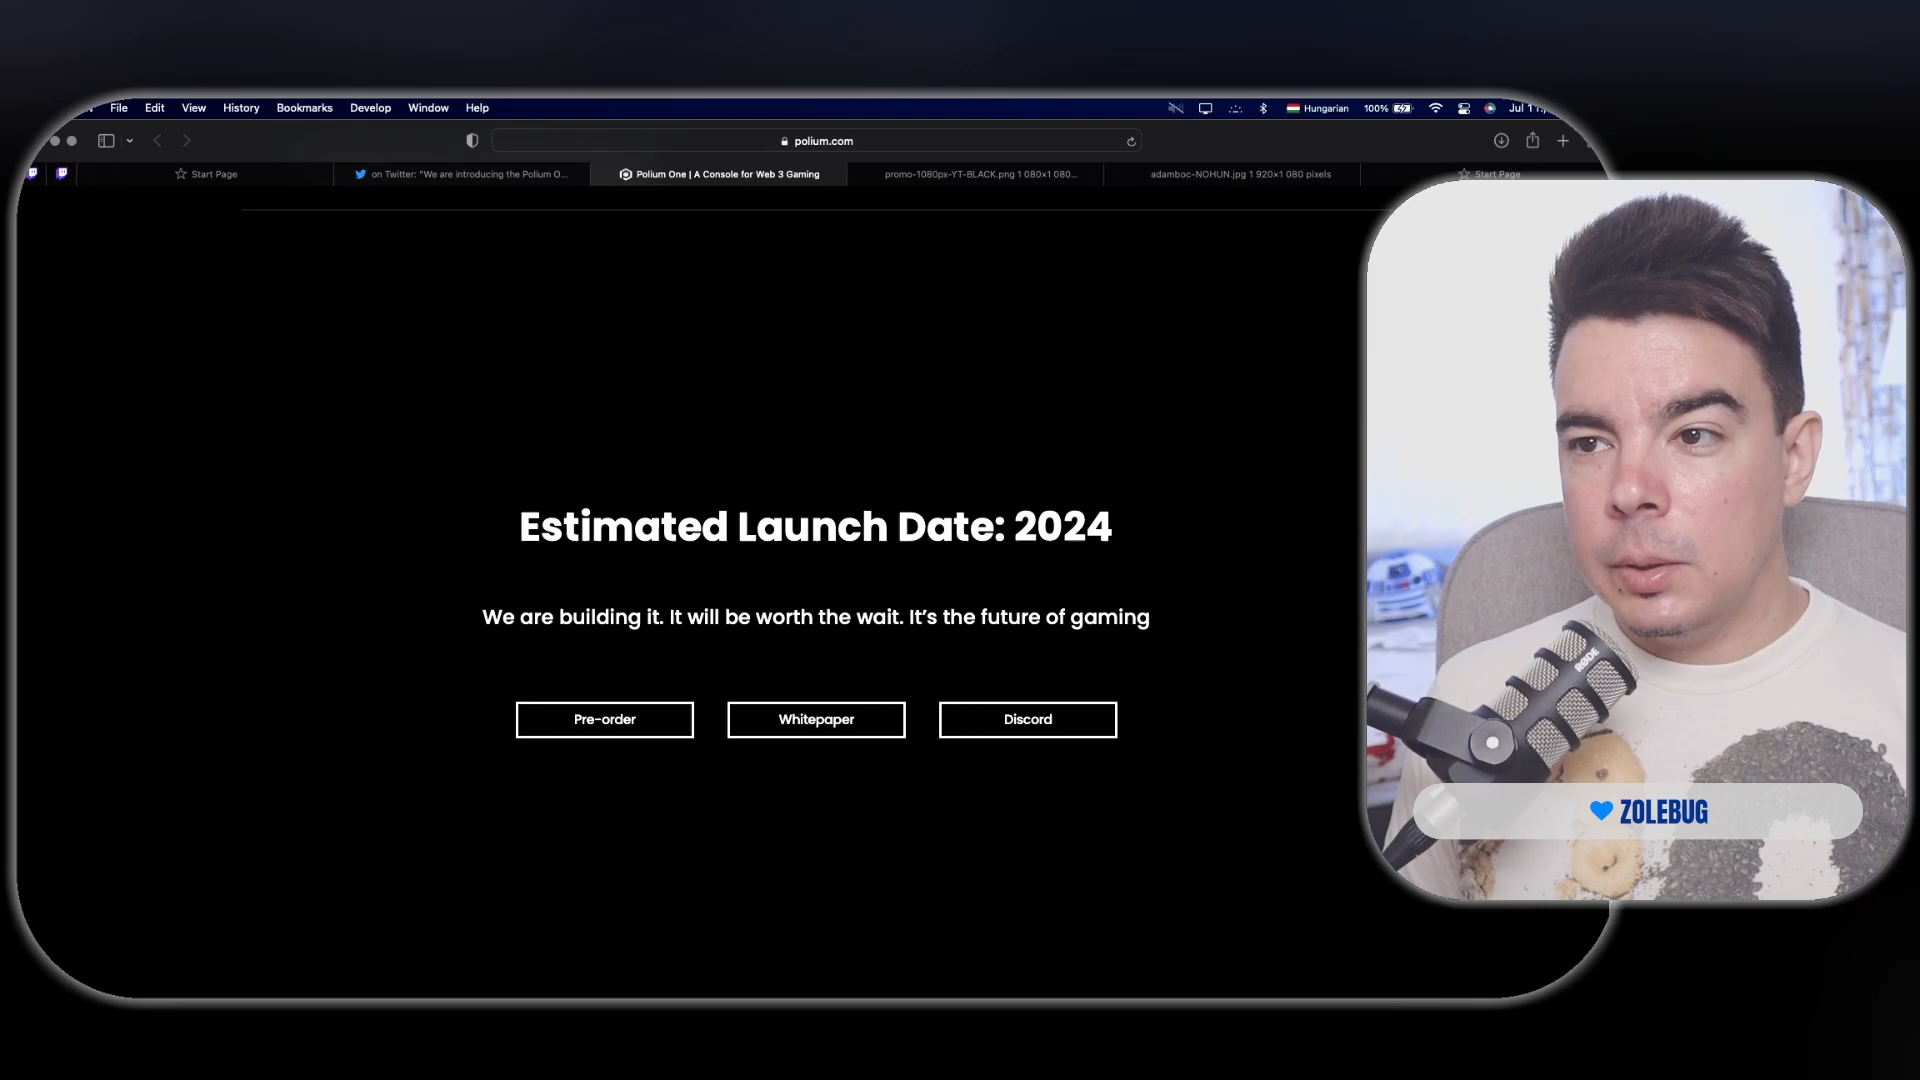 File Edit View History Bookmarks Develop Window Help
Hungarian 100% Jul 11
polium.com
Start Page
on Twitter: "We are introducing the Polium O...
Polium One | A Console for Web 3 Gaming
promo-1080px-YT-BLACK.png 1 080×1 080...
adamboc-NOHUN.jpg 1 920×1 080 pixels
Start Page
Estimated Launch Date: 2024
We are building it. It will be worth the wait. It's the future of gaming
Pre-order
Whitepaper
Discord
RØDE
ZOLEBUG